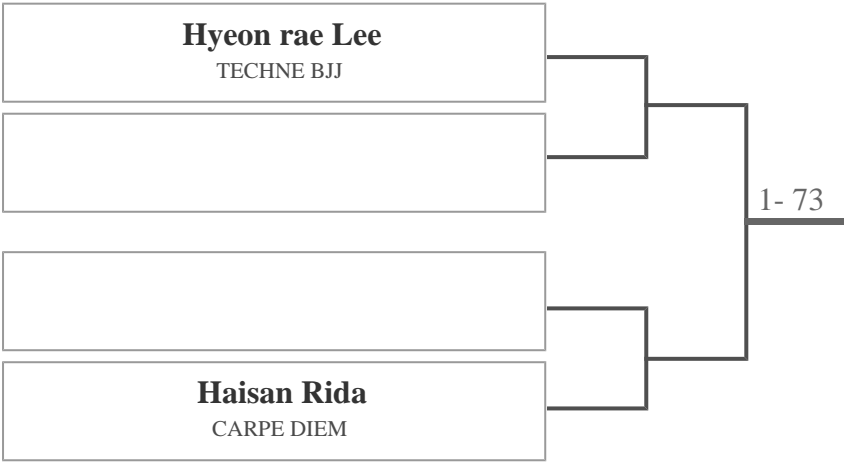 Hyeon rae Lee
TECHNE BJJ
1- 73
Haisan Rida
CARPE DIEM